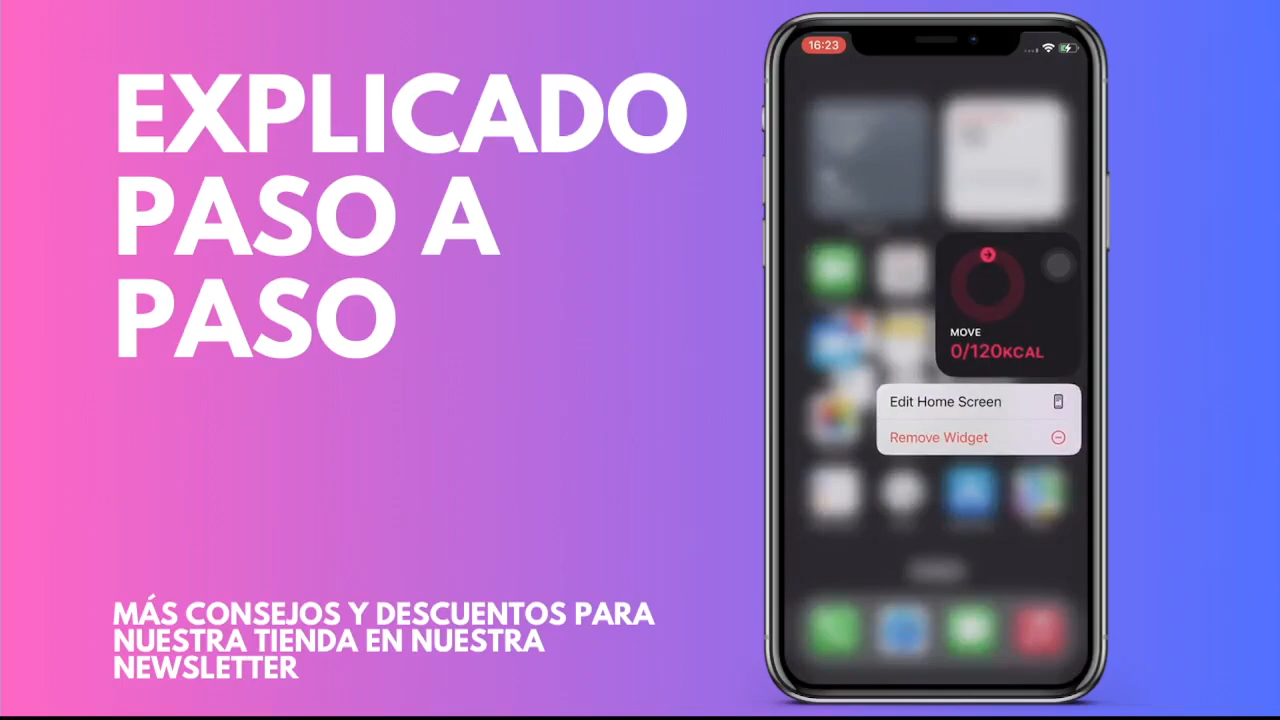 EXPLICADO
PASO A
PASO
MÁS CONSEJOS Y DESCUENTOS PARA
NUESTRA TIENDA EN NUESTRA
NEWSLETTER
16:23
MOVE
0/120KCAL
Edit Home Screen
Remove Widget